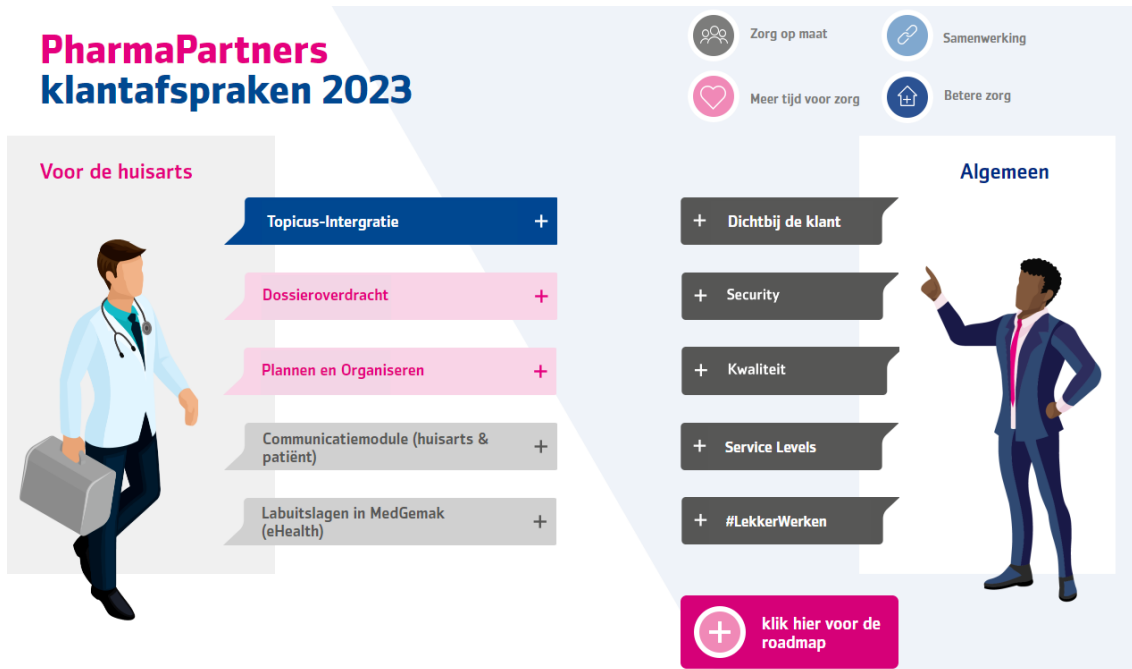 PharmaPartners
klantafspraken 2023
Zorg op maat
Samenwerking
Meer tijd voor zorg
Betere zorg
Voor de huisarts
Topicus-Intergratie
Dossieroverdracht
Plannen en Organiseren
Communicatiemodule (huisarts &
patiënt)
Labuitslagen in MedGemak
(eHealth)
Algemeen
Dichtbij de klant
Security
Kwaliteit
Service Levels
#LekkerWerken
klik hier voor de
roadmap